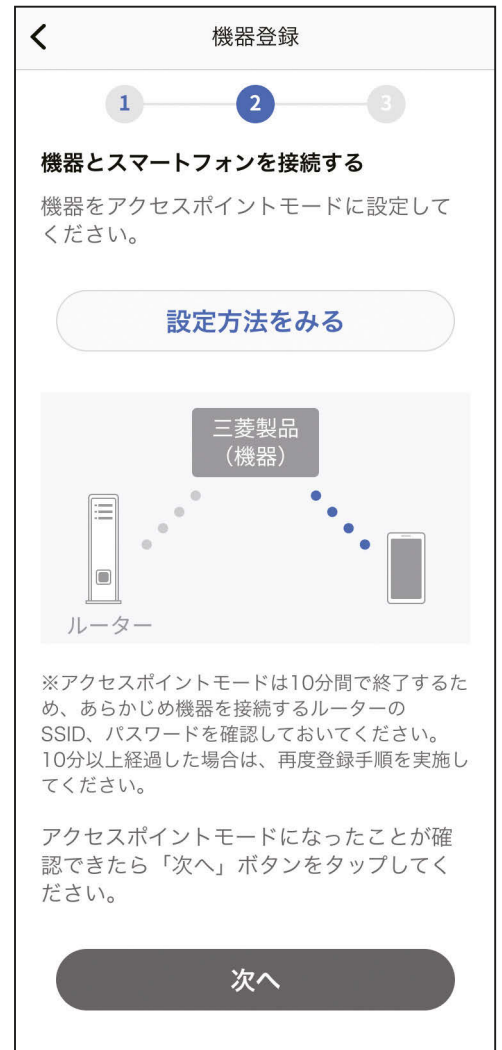 機器登録
1 2 3
機器とスマートフォンを接続する
機器をアクセスポイントモードに設定して
ください。
設定方法をみる
三菱製品
（機器）
ルーター
※アクセスポイントモードは10分間で終了するた
め、あらかじめ機器を接続するルーターの
SSID、パスワードを確認しておいてください。
10分以上経過した場合は、再度登録手順を実施し
てください。
アクセスポイントモードになったことが確
認できたら「次へ」ボタンをタップしてく
ださい。
次へ